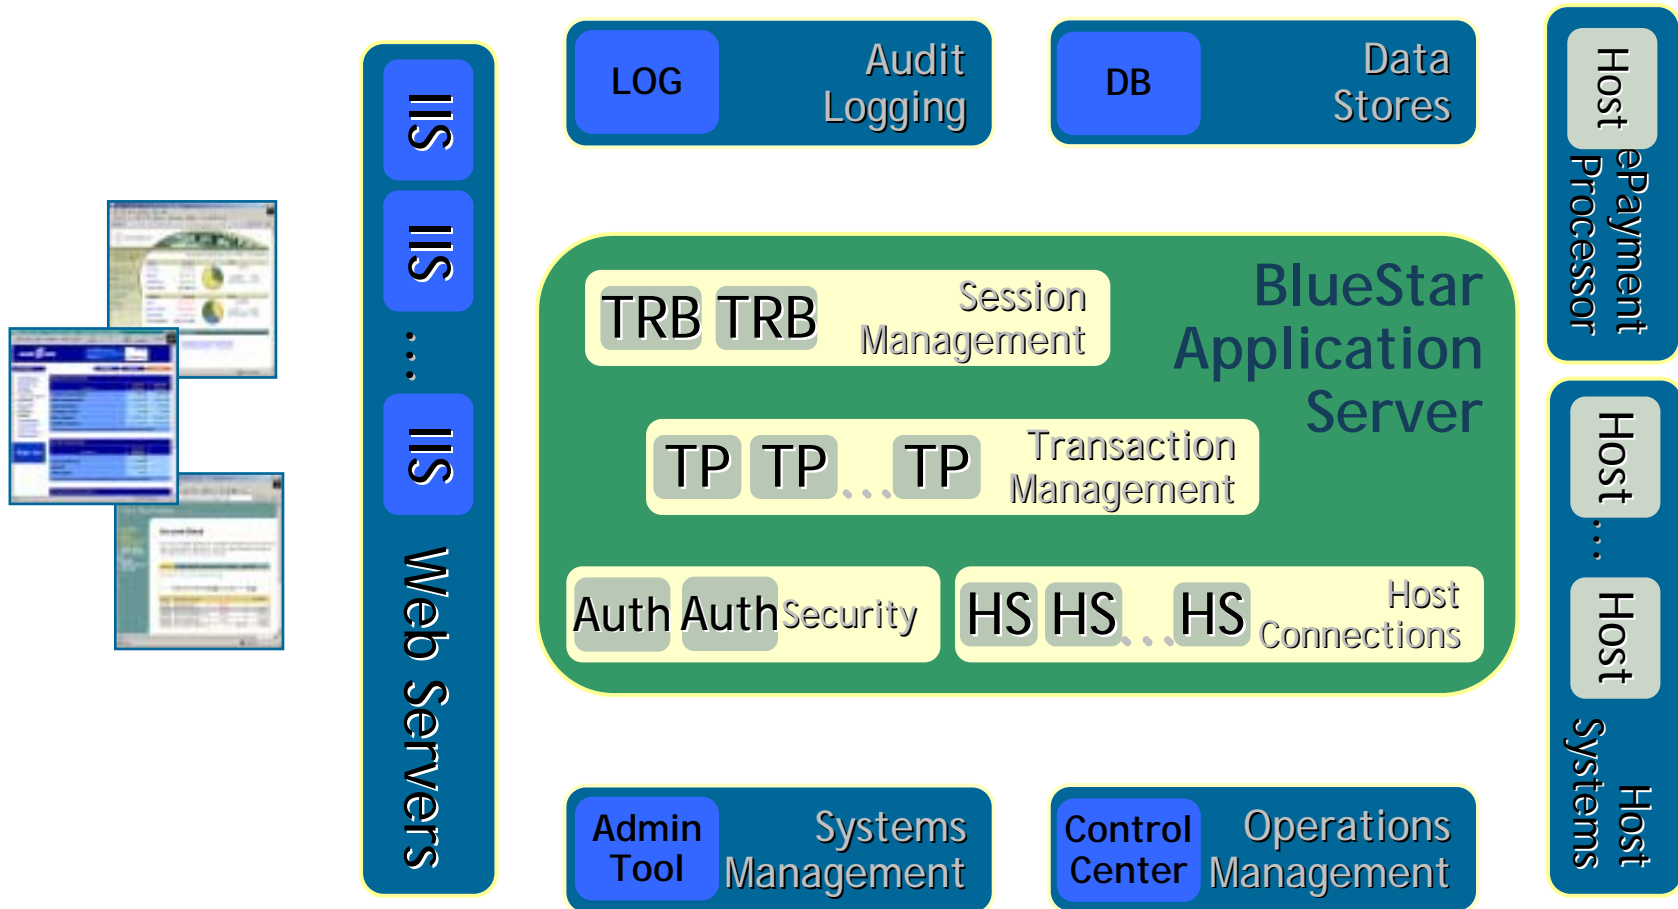 IIS
IIS
...
IIS
Web Servers
LOG
Audit
Logging
DB
Data
Stores
BlueStar
Application
Server
TRB TRB
Session
Management
TP TP ... TP
Transaction
Management
Auth Auth Security
HS HS ... HS
Host
Connections
Admin
Tool
Systems
Management
Control
Center
Operations
Management
Host
ePayment
Processor
Host
...
Host
Host
Systems